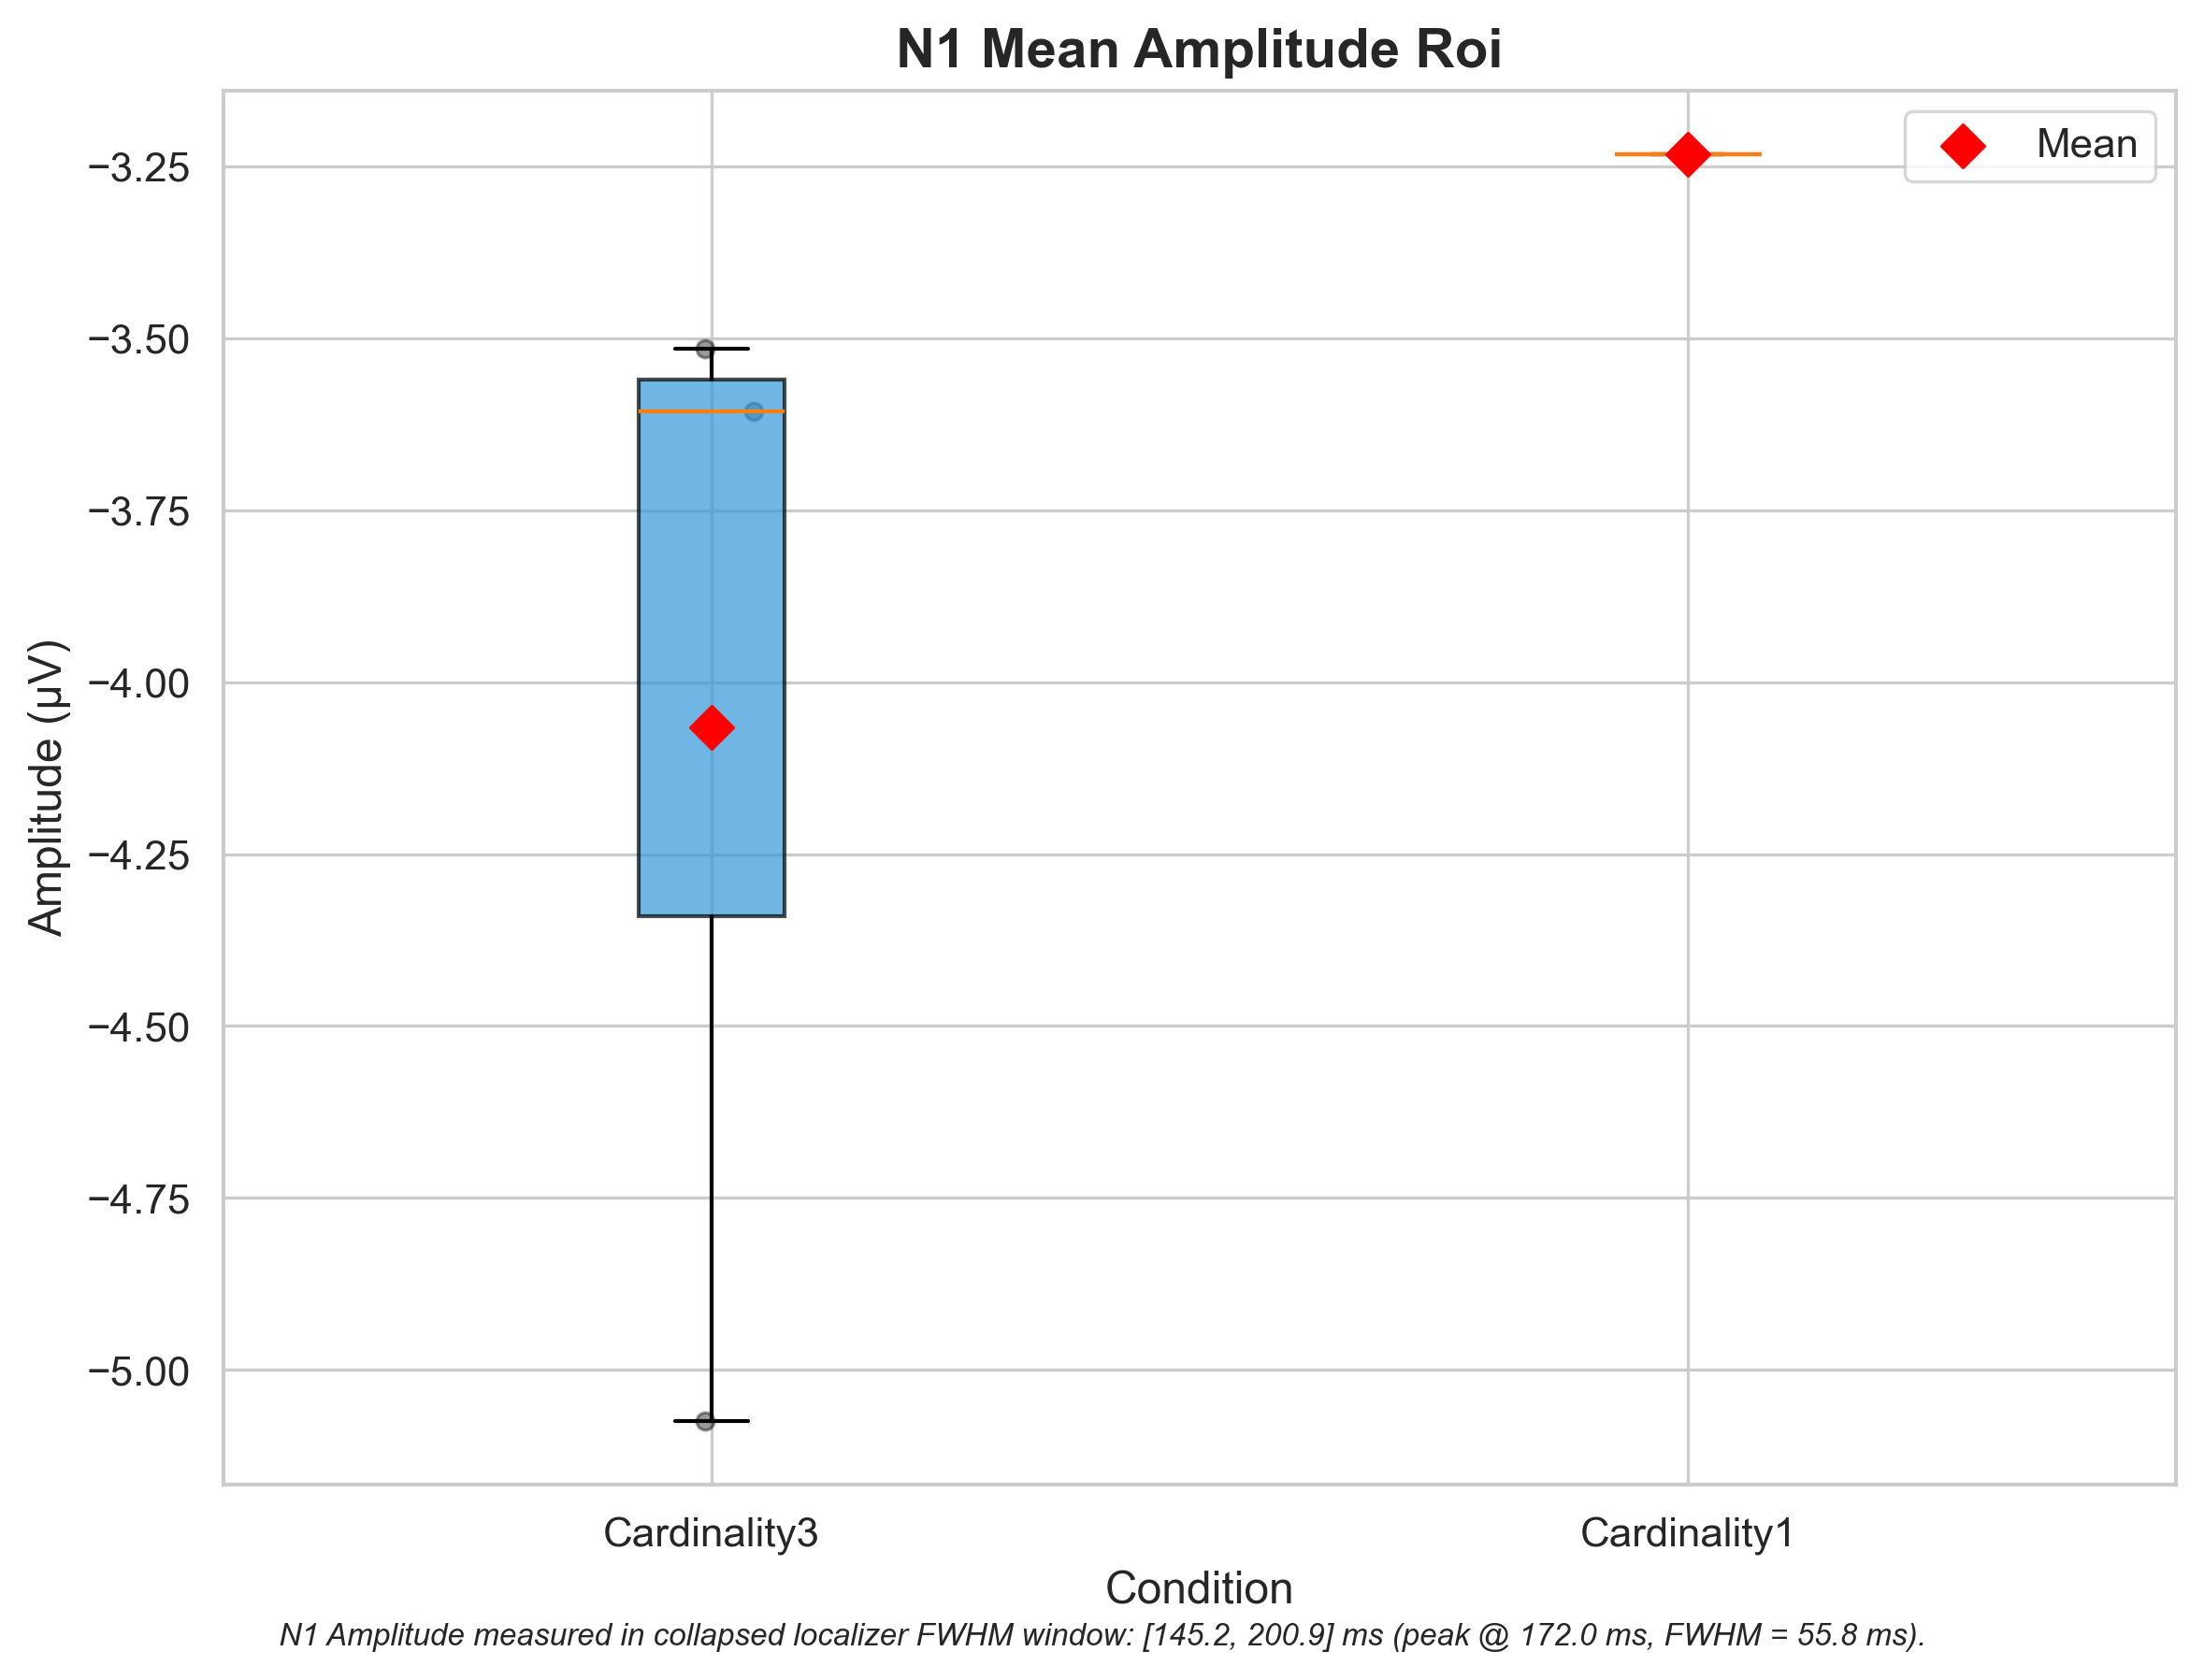 N1 Mean Amplitude Roi
Mean
−3.25
−3.50
−3.75
−4.00
−4.25
−4.50
−4.75
−5.00
Amplitude (µV)
Cardinality3
Cardinality1
Condition
N1 Amplitude measured in collapsed localizer FWHM window: [145.2, 200.9] ms (peak @ 172.0 ms, FWHM = 55.8 ms).